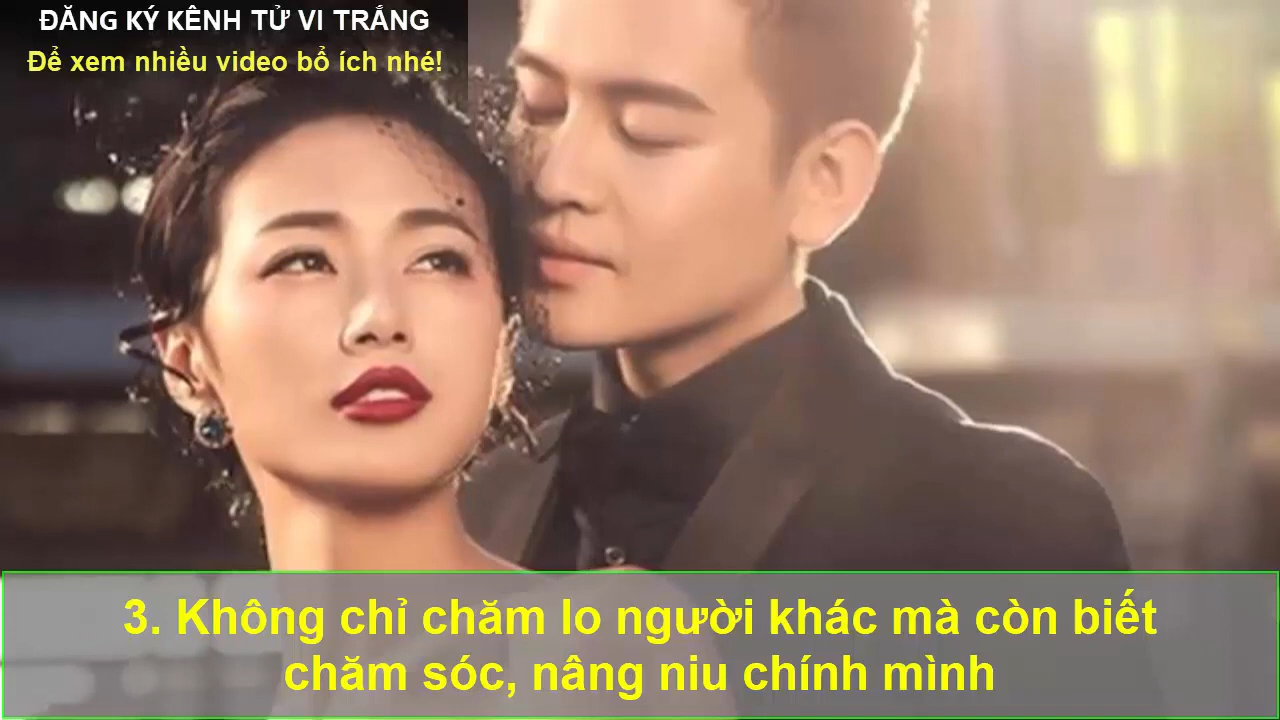 ĐĂNG KÝ KÊNH TỬ VI TRẮNG
Để xem nhiều video bổ ích nhé!
3. Không chỉ chăm lo người khác mà còn biết
chăm sóc, nâng niu chính mình